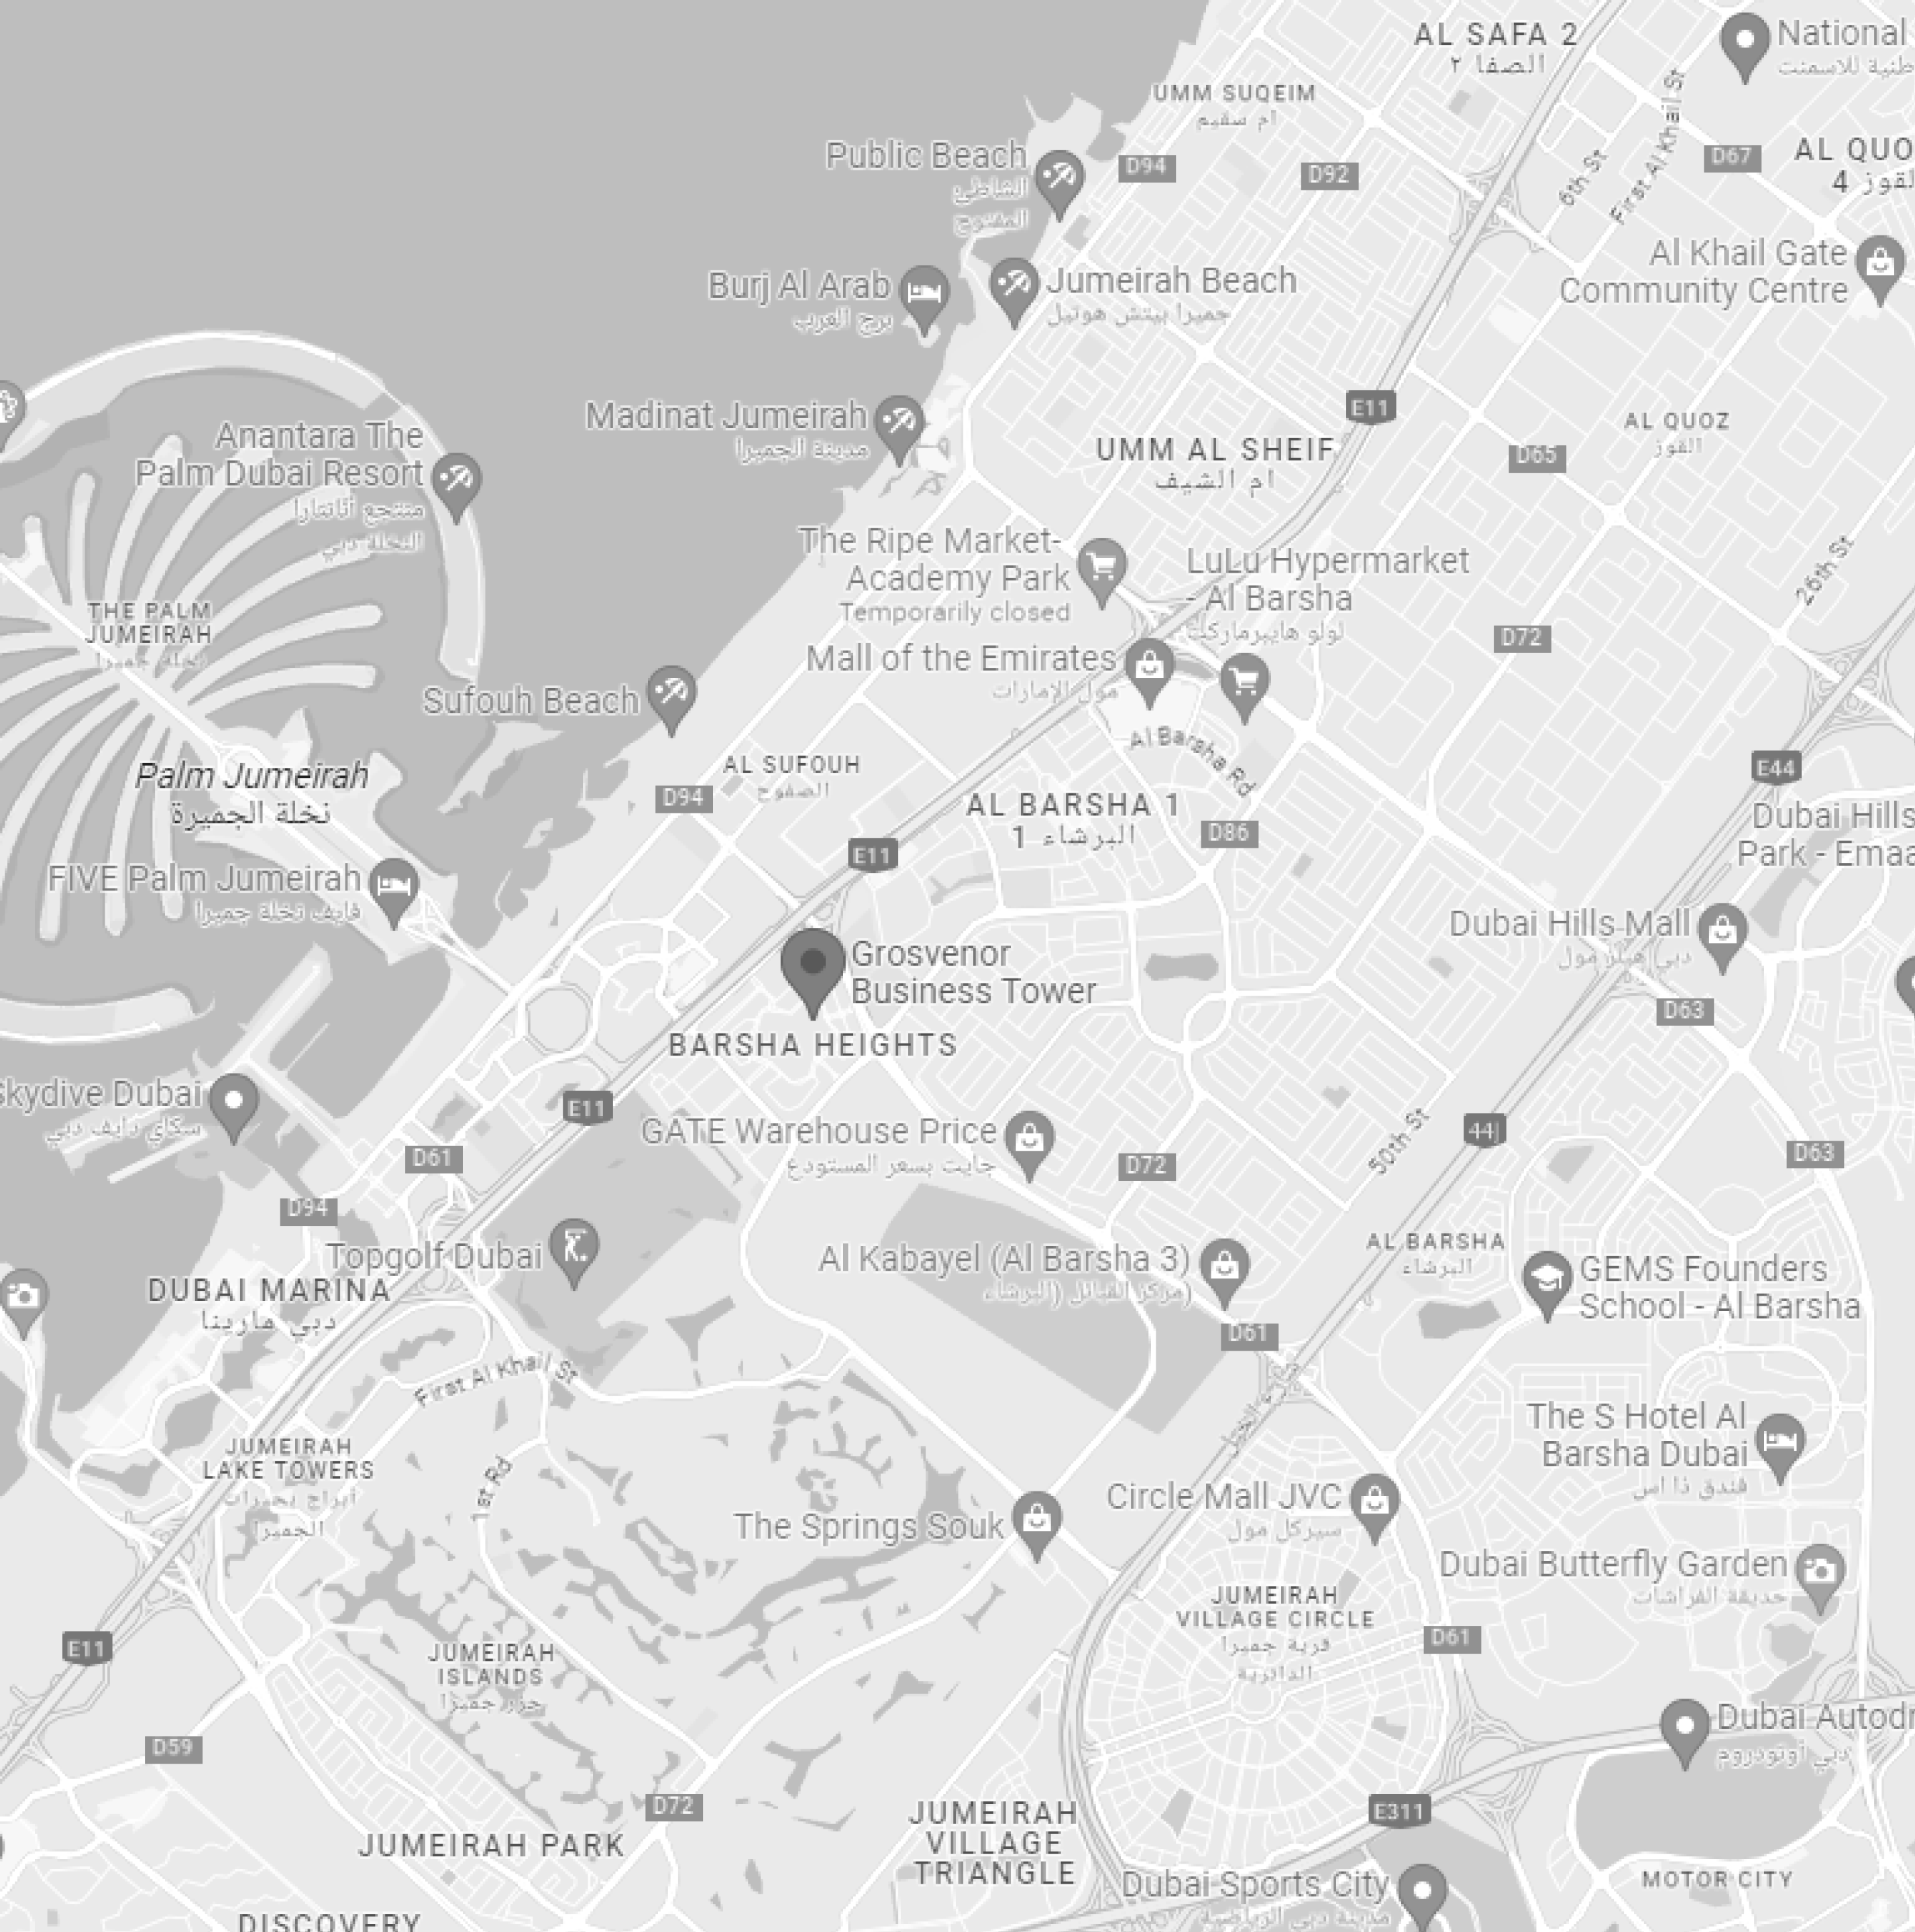 AL SAFA 2
الصفا ٢
National
طنية للاسمنت
UMM SUQEIM
ام سقيم
6th St
First Al Khail St
D67
AL QUO
القوز 4
Public Beach
الشاطئ
المفتوح
D94
D92
Al Khail Gate
Community Centre
Burj Al Arab
برج العرب
Jumeirah Beach
جميرا بيتش هوتيل
E11
Madinat Jumeirah
مدينة الجميرا
UMM AL SHEIF
ام الشيف
AL QUOZ
القوز
D65
Anantara The
Palm Dubai Resort
منتجع أنانتارا
النخلة دبي
The Ripe Market-
Academy Park
Temporarily closed
LuLu Hypermarket
- Al Barsha
لولو هايبرماركت
26th St
D72
THE PALM
JUMEIRAH
نخلة جميرا
Mall of the Emirates
مول الإمارات
Sufouh Beach
Al Barsha Rd
Palm Jumeirah
نخلة الجميرة
AL SUFOUH
الصفوح
D94
E44
AL BARSHA 1
البرشاء 1
D86
Dubai Hills
Park - Emaa
E11
FIVE Palm Jumeirah
فايف نخلة جميرا
Dubai Hills Mall
دبي هيلز مول
Grosvenor
Business Tower
D63
BARSHA HEIGHTS
Skydive Dubai
سكاي دايف دبي
E11
GATE Warehouse Price
جايت بسعر المستودع
D72
50th St
44
D63
D61
D94
Topgolf Dubai
Al Kabayel (Al Barsha 3)
مركز القبائل (البرشاء)
AL BARSHA
البرشاء
GEMS Founders
School - Al Barsha
DUBAI MARINA
دبي مارينا
D61
First Al Khail St
JUMEIRAH
LAKE TOWERS
أبراج بحيرات
الجميرا
1st Rd
The S Hotel Al
Barsha Dubai
فندق ذا اس
The Springs Souk
Circle Mall JVC
سيركل مول
Dubai Butterfly Garden
حديقة الفراشات
JUMEIRAH
VILLAGE CIRCLE
قرية جميرا
الدائرية
D61
E11
JUMEIRAH
ISLANDS
جزر جميرا
D59
Dubai Autodr
دبي أوتودروم
D72
JUMEIRAH PARK
JUMEIRAH
VILLAGE
TRIANGLE
E311
MOTOR CITY
Dubai Sports City
مدينة دبي الرياضية
DISCOVERY